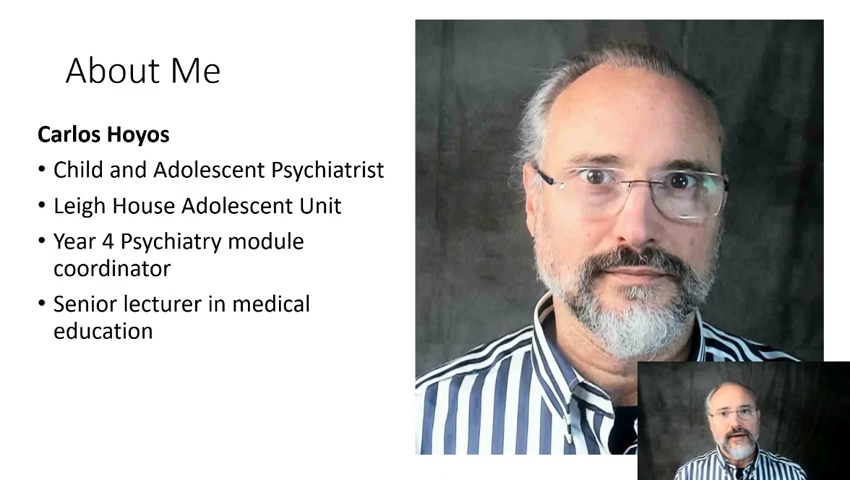 About Me
Carlos Hoyos
• Child and Adolescent Psychiatrist
• Leigh House Adolescent Unit
• Year 4 Psychiatry module
coordinator
• Senior lecturer in medical
education